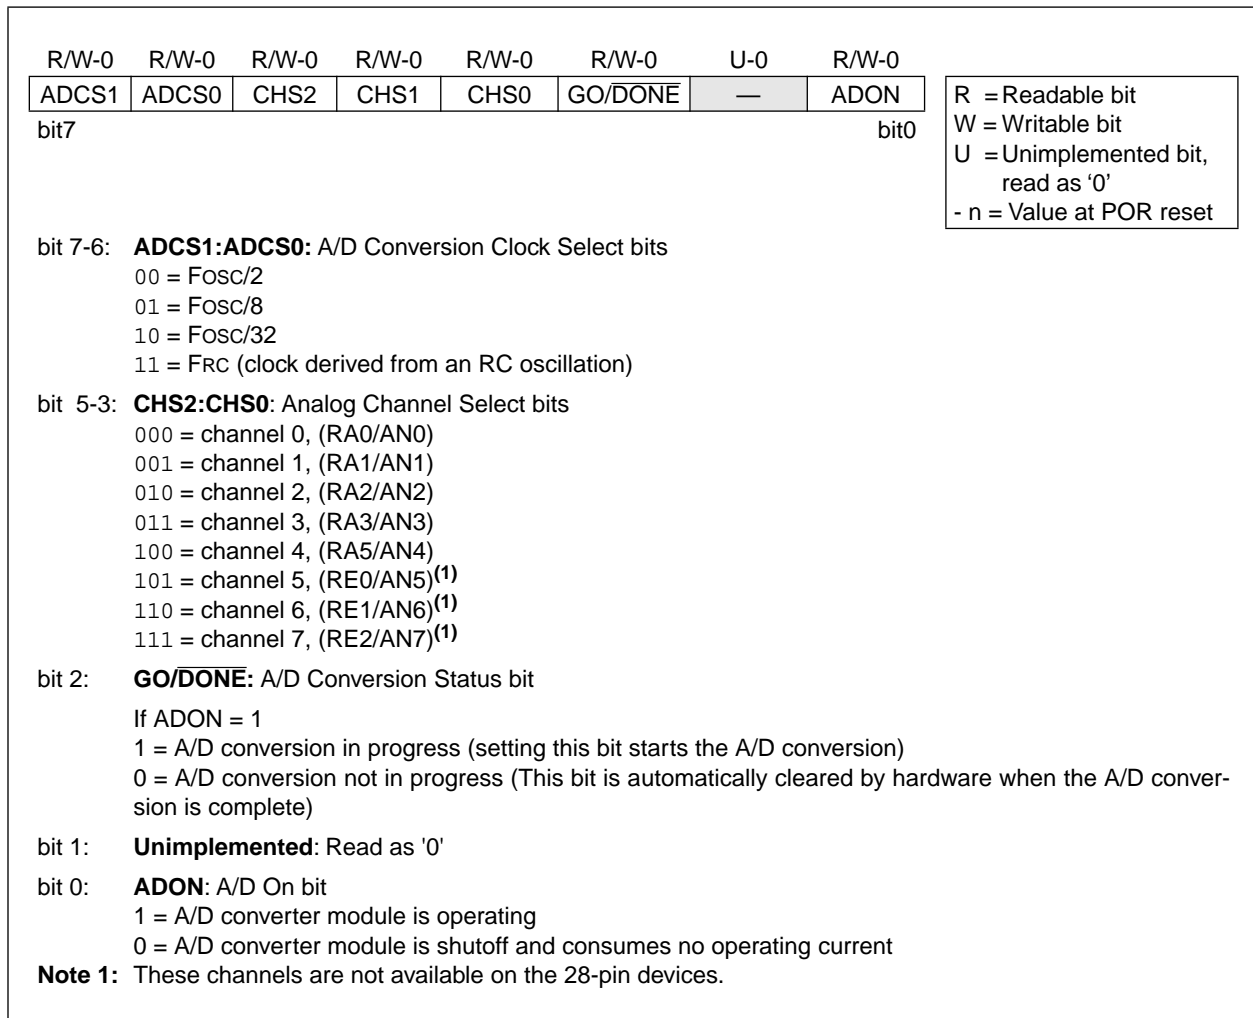 R/W-0 R/W-0 R/W-0 R/W-0 R/W-0 R/W-0 U-0 R/W-0
ADCS1 ADCS0 CHS2 CHS1 CHS0 GO/D̅O̅N̅E̅ — ADON
bit7 bit0
R = Readable bit
W = Writable bit
U = Unimplemented bit,
read as ‘0’
- n = Value at POR reset
bit 7-6: ADCS1:ADCS0: A/D Conversion Clock Select bits
00 = FOSC/2
01 = FOSC/8
10 = FOSC/32
11 = FRC (clock derived from an RC oscillation)
bit 5-3: CHS2:CHS0: Analog Channel Select bits
000 = channel 0, (RA0/AN0)
001 = channel 1, (RA1/AN1)
010 = channel 2, (RA2/AN2)
011 = channel 3, (RA3/AN3)
100 = channel 4, (RA5/AN4)
101 = channel 5, (RE0/AN5)(1)
110 = channel 6, (RE1/AN6)(1)
111 = channel 7, (RE2/AN7)(1)
bit 2: GO/D̅O̅N̅E̅: A/D Conversion Status bit
If ADON = 1
1 = A/D conversion in progress (setting this bit starts the A/D conversion)
0 = A/D conversion not in progress (This bit is automatically cleared by hardware when the A/D conver-
sion is complete)
bit 1: Unimplemented: Read as '0'
bit 0: ADON: A/D On bit
1 = A/D converter module is operating
0 = A/D converter module is shutoff and consumes no operating current
Note 1: These channels are not available on the 28-pin devices.